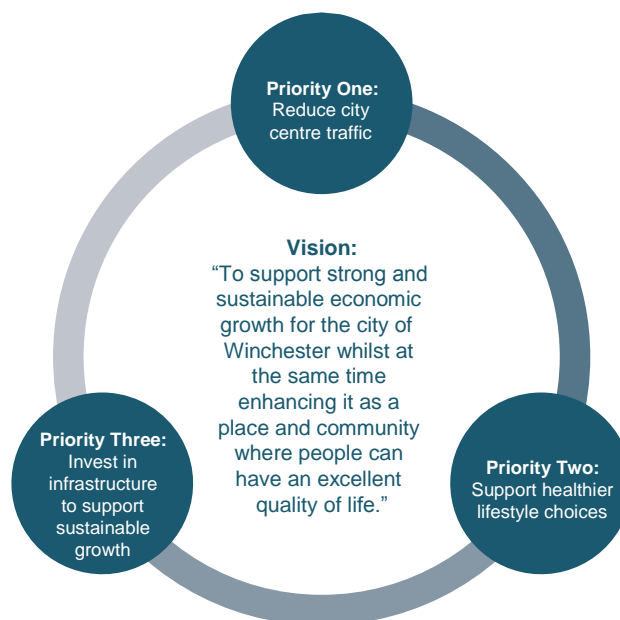 Priority One:
Reduce city
centre traffic
Vision:
“To support strong and
sustainable economic
growth for the city of
Winchester whilst at
the same time
enhancing it as a
place and community
where people can
have an excellent
quality of life.”
Priority Three:
Invest in
infrastructure
to support
sustainable
growth
Priority Two:
Support healthier
lifestyle choices